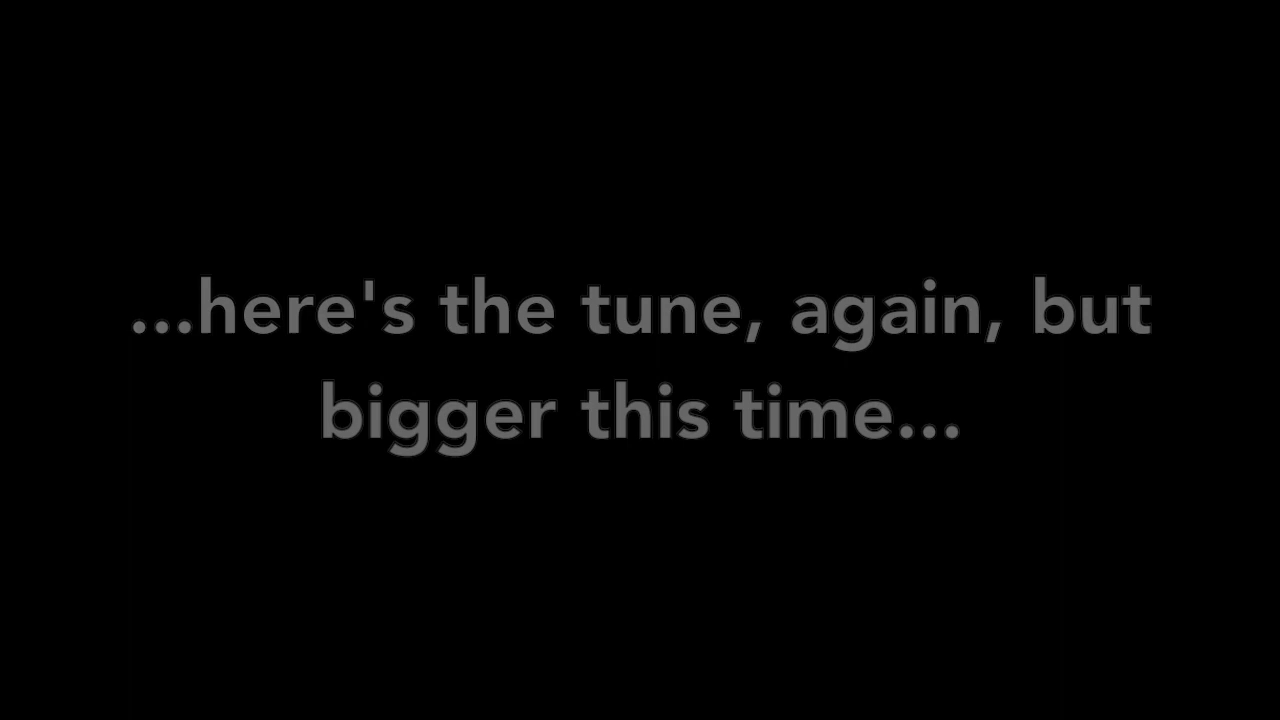 ...here's the tune, again, but
bigger this time...